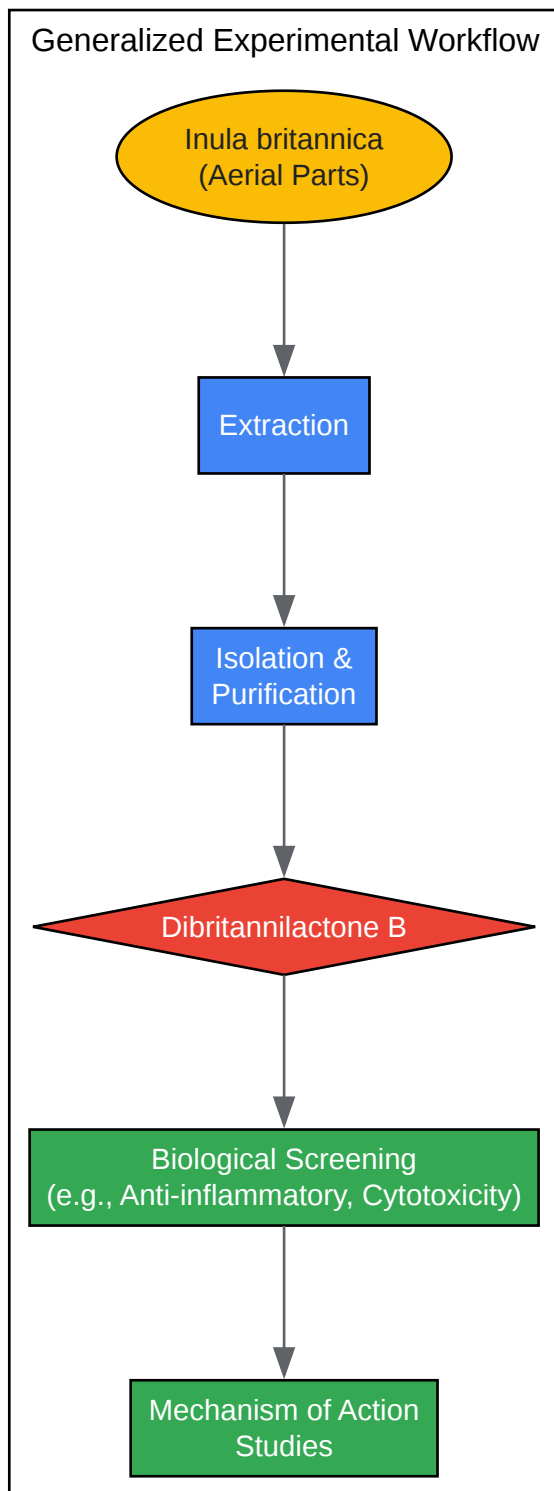 Generalized Experimental Workflow
Inula britannica
(Aerial Parts)
Extraction
Isolation &
Purification
Dibritannilactone B
Biological Screening
(e.g., Anti-inflammatory, Cytotoxicity)
Mechanism of Action
Studies